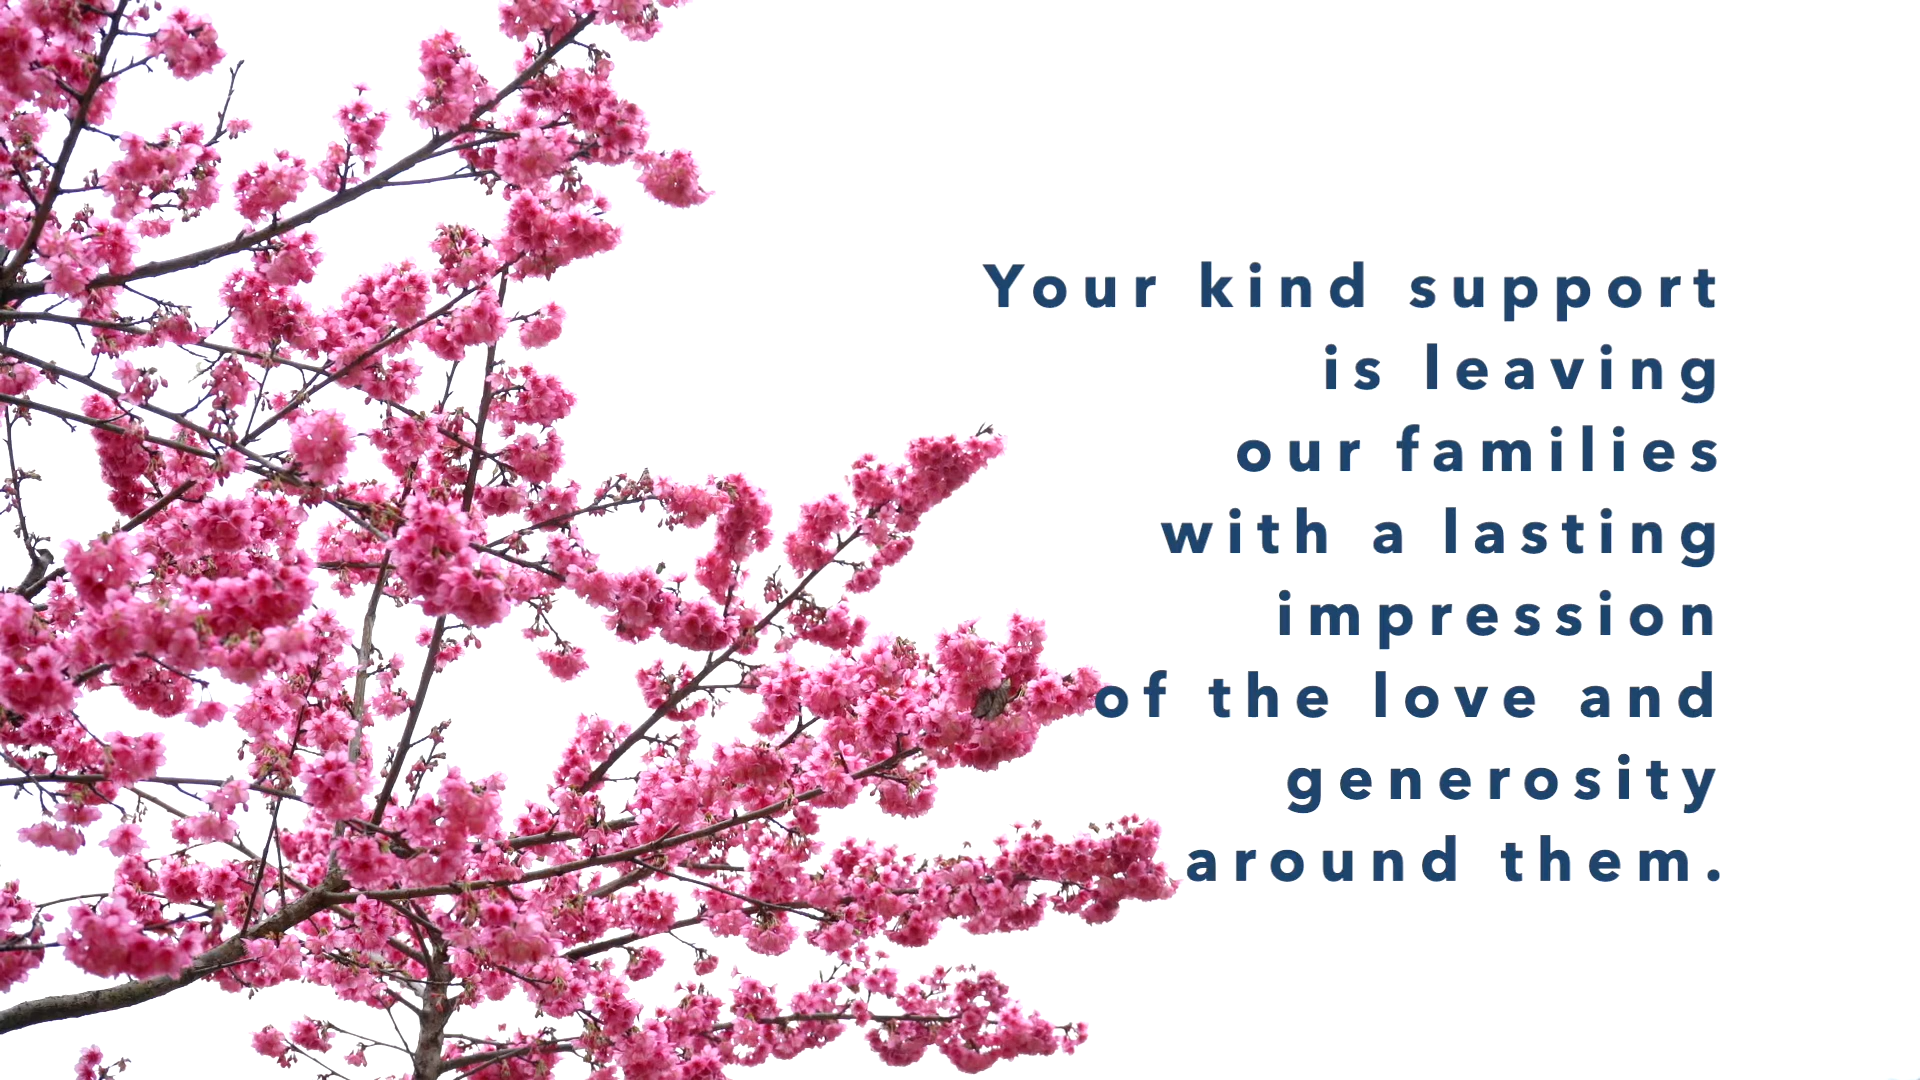 Your kind support
is leaving
our families
with a lasting
impression
of the love and
generosity
around them.